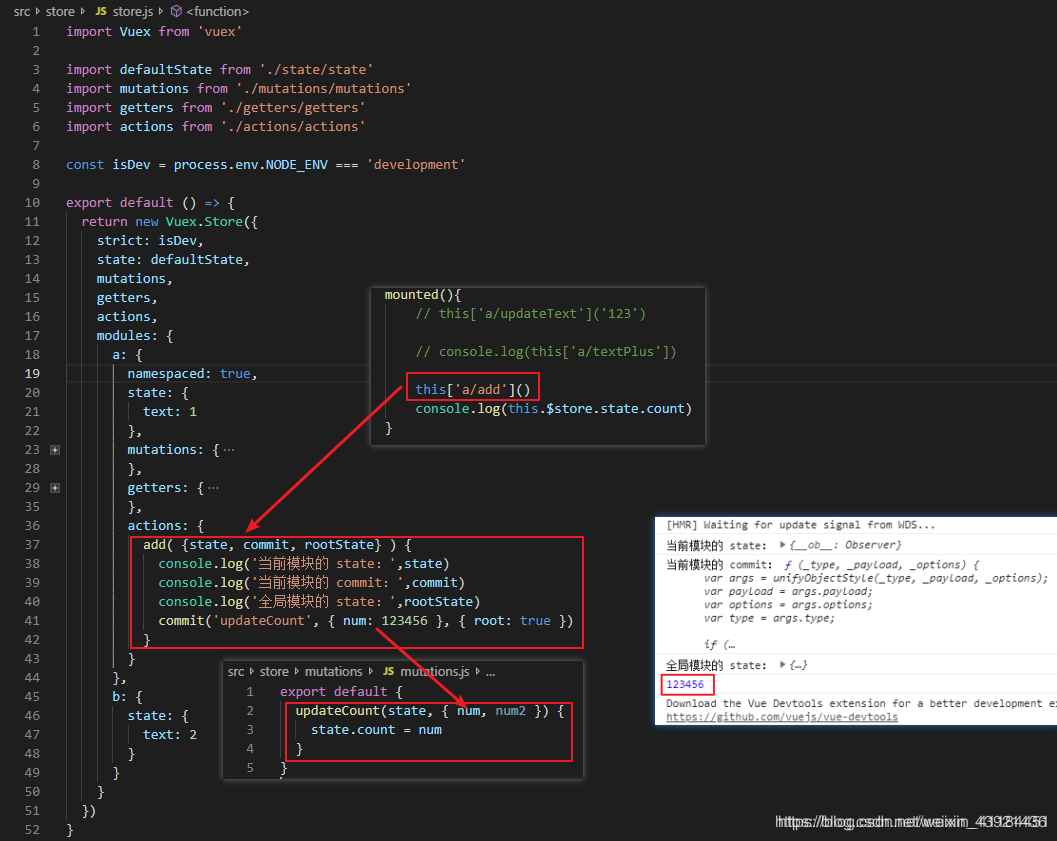 src › store › JS store.js › <function>
1 import Vuex from 'vuex'
2
3 import defaultState from './state/state'
4 import mutations from './mutations/mutations'
5 import getters from './getters/getters'
6 import actions from './actions/actions'
7
8 const isDev = process.env.NODE_ENV === 'development'
9
10 export default () => {
11 return new Vuex.Store({
12 strict: isDev,
13 state: defaultState,
14 mutations,
15 getters,
16 actions,
17 modules: {
18 a: {
19 namespaced: true,
20 state: {
21 text: 1
22 },
23 mutations: {…
28 },
29 getters: {…
35 },
36 actions: {
37 add( {state, commit, rootState} ) {
38 console.log('当前模块的 state: ',state)
39 console.log('当前模块的 commit: ',commit)
40 console.log('全局模块的 state: ',rootState)
41 commit('updateCount', { num: 123456 }, { root: true })
42 }
43 }
44 },
45 b: {
46 state: {
47 text: 2
48 }
49 }
50 }
51 })
52 }
mounted(){
// this['a/updateText']('123')
// console.log(this['a/textPlus'])
this['a/add']()
console.log(this.$store.state.count)
}
src › store › mutations › JS mutations.js › ...
1 export default {
2 updateCount(state, { num, num2 }) {
3 state.count = num
4 }
5 }
[HMR] Waiting for update signal from WDS...
当前模块的 state: ▶{__ob__: Observer}
当前模块的 commit: ƒ (_type, _payload, _options) {
var args = unifyObjectStyle(_type, _payload, _options);
var payload = args.payload;
var options = args.options;
var type = args.type;
if (…
全局模块的 state: ▶{…}
123456
Download the Vue Devtools extension for a better development
https://github.com/vuejs/vue-devtools